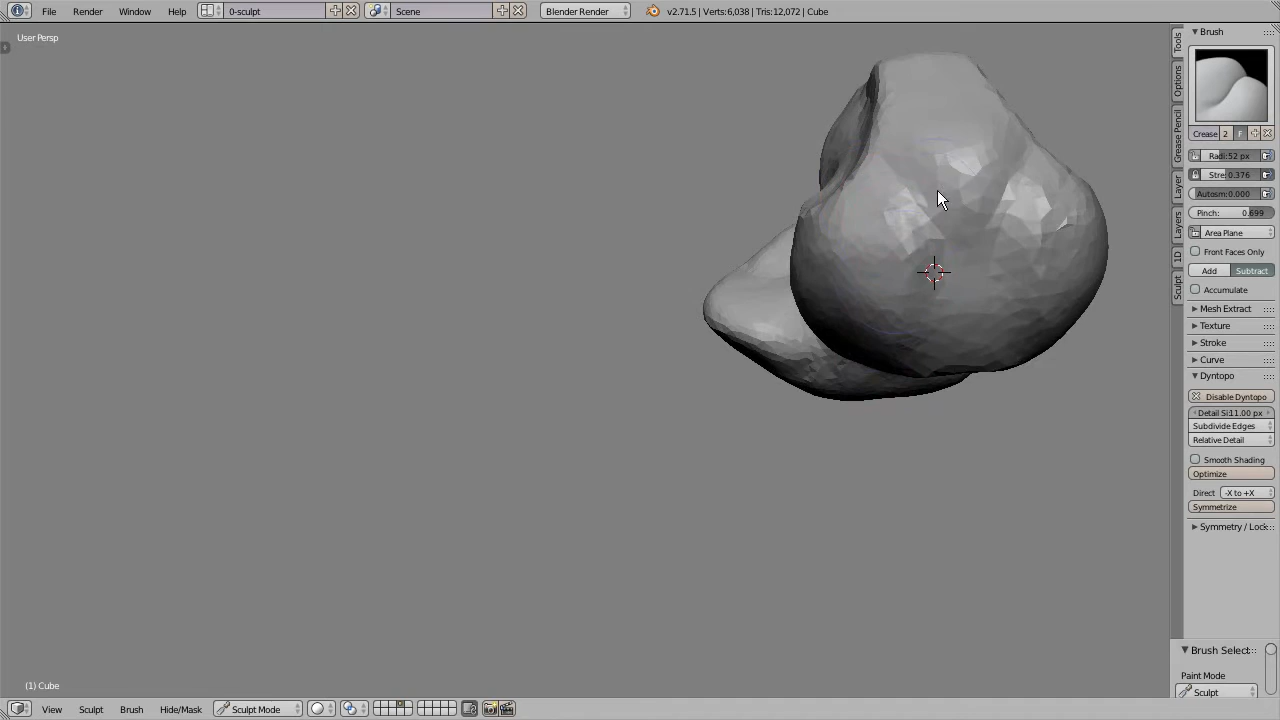 File Render Window Help 0-sculpt Scene Blender Render v2.71.5 | Verts:6,038 | Tris:12,072 | Cube
User Persp
Brush
Tools
Options
Grease Pencil
Layer
Layers
1D
Sculpt
Crease 2 F
Radi:52 px
Stre:0.376
Autosm:0.000
Pinch: 0.699
Area Plane
Front Faces Only
Add Subtract
Accumulate
Mesh Extract
Texture
Stroke
Curve
Dyntopo
Disable Dyntopo
Detail Si:11.00 px
Subdivide Edges
Relative Detail
Smooth Shading
Optimize
Direct -X to +X
Symmetrize
Symmetry / Lock
Brush Select
Paint Mode
Sculpt
(1) Cube
View Sculpt Brush Hide/Mask Sculpt Mode